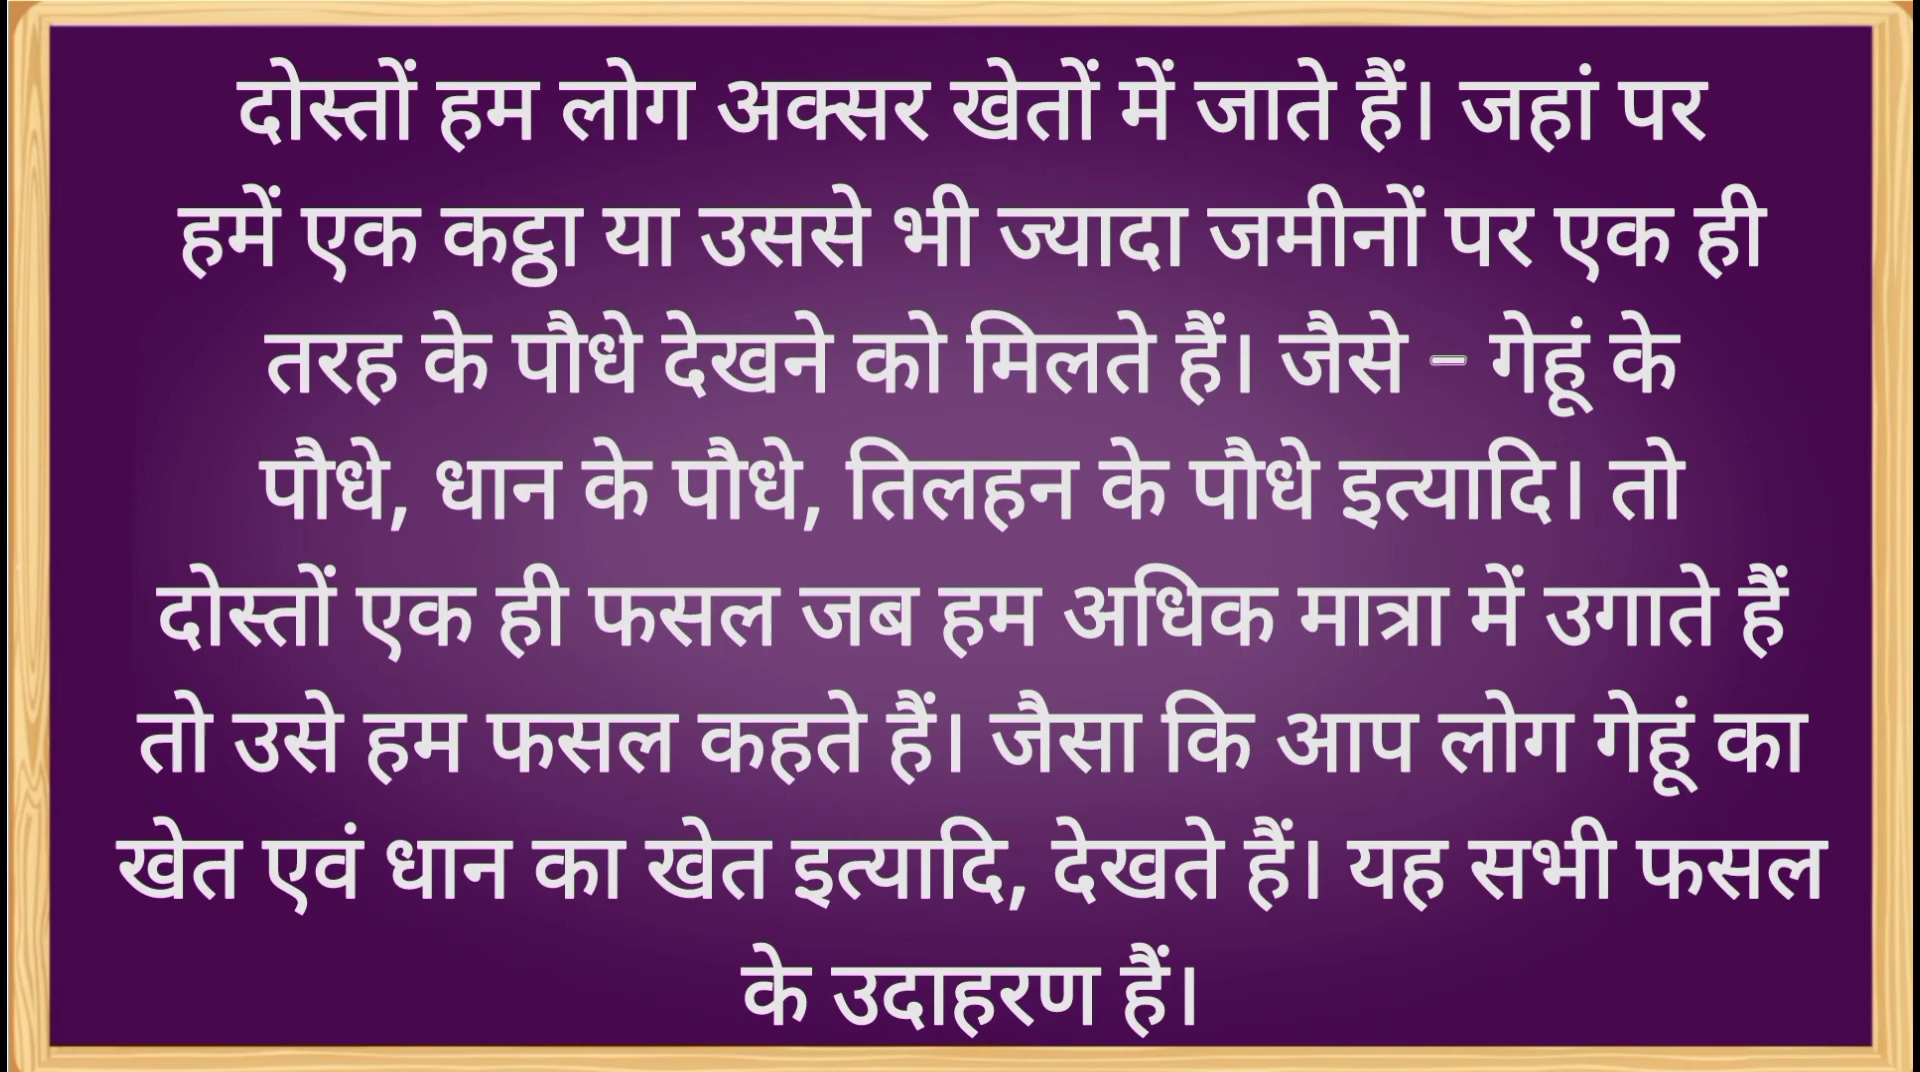 दोस्तों हम लोग अक्सर खेतों में जाते हैं। जहां पर
हमें एक कट्ठा या उससे भी ज्यादा जमीनों पर एक ही
तरह के पौधे देखने को मिलते हैं। जैसे – गेहूं के
पौधे, धान के पौधे, तिलहन के पौधे इत्यादि। तो
दोस्तों एक ही फसल जब हम अधिक मात्रा में उगाते हैं
तो उसे हम फसल कहते हैं। जैसा कि आप लोग गेहूं का
खेत एवं धान का खेत इत्यादि, देखते हैं। यह सभी फसल
के उदाहरण हैं।